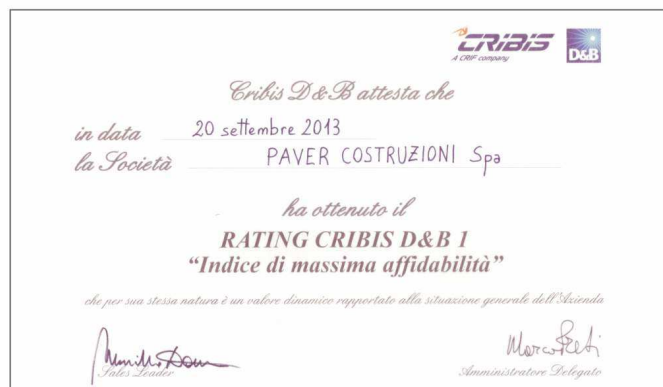 CRIBIS
A CRIF company
D&B
Cribis D&B attesta che
in data 20 settembre 2013
la Società PAVER COSTRUZIONI Spa
ha ottenuto il
RATING CRIBIS D&B 1
“Indice di massima affidabilità”
che per sua stessa natura è un valore dinamico rapportato alla situazione generale dell'Azienda
Marco Preti
Sales Leader
Amministratore Delegato